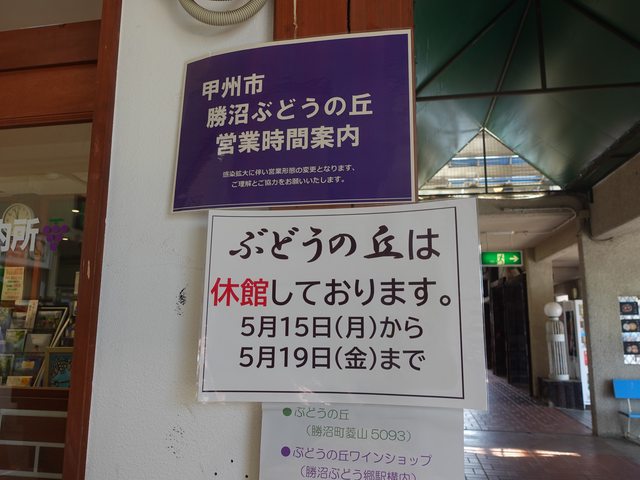 甲州市
勝沼ぶどうの丘
営業時間案内
感染拡大に伴い営業形態の変更となります、
ご理解とご協力をお願いいたします。
ぶどうの丘は
休館しております。
5月15日(月)から
5月19日(金)まで
●ぶどうの丘
(勝沼町菱山5093)
●ぶどうの丘ワインショップ
(勝沼ぶどう郷駅構内)
内所